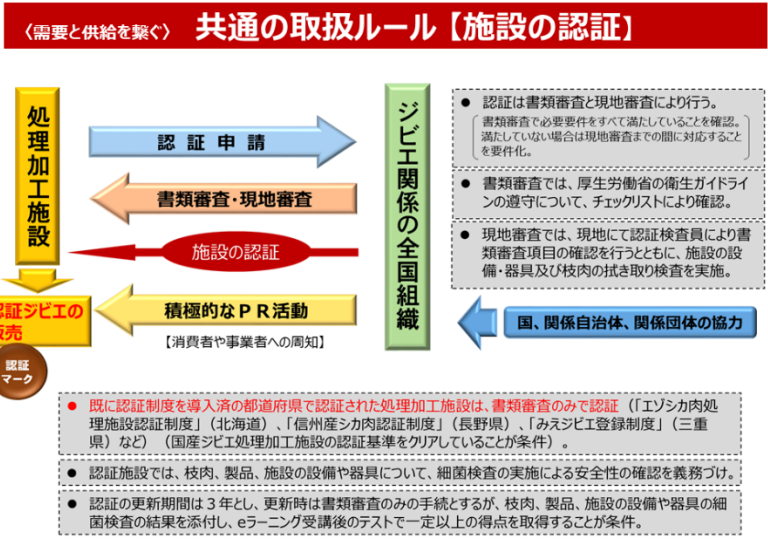 〈需要と供給を繋ぐ〉 共通の取扱ルール【施設の認証】
処理加工施設
認 証 申 請
書類審査・現地審査
施設の認証
積極的なＰＲ活動
【消費者や事業者への周知】
認証ジビエの
販売
認証
マーク
ジビエ関係の全国組織
● 認証は書類審査と現地審査により行う。
書類審査で必要要件をすべて満たしていることを確認。
満たしていない場合は現地審査までの間に対応すること
を要件化。
● 書類審査では、厚生労働省の衛生ガイドライ
ンの遵守について、チェックリストにより確認。
● 現地審査では、現地にて認証検査員により書
類審査項目の確認を行うとともに、施設の設
備・器具及び枝肉の拭き取り検査を実施。
国、関係自治体、関係団体の協力
● 既に認証制度を導入済の都道府県で認証された処理加工施設は、書類審査のみで認証（「エゾシカ肉処
理施設認証制度」（北海道）、「信州産シカ肉認証制度」（長野県）、「みえジビエ登録制度」（三重
県）など）（国産ジビエ処理加工施設の認証基準をクリアしていることが条件）。
● 認証施設では、枝肉、製品、施設の設備や器具について、細菌検査の実施による安全性の確認を義務づけ。
● 認証の更新期間は３年とし、更新時は書類審査のみの手続とするが、枝肉、製品、施設の設備や器具の細
菌検査の結果を添付し、eラーニング受講後のテストで一定以上の得点を取得することが条件。